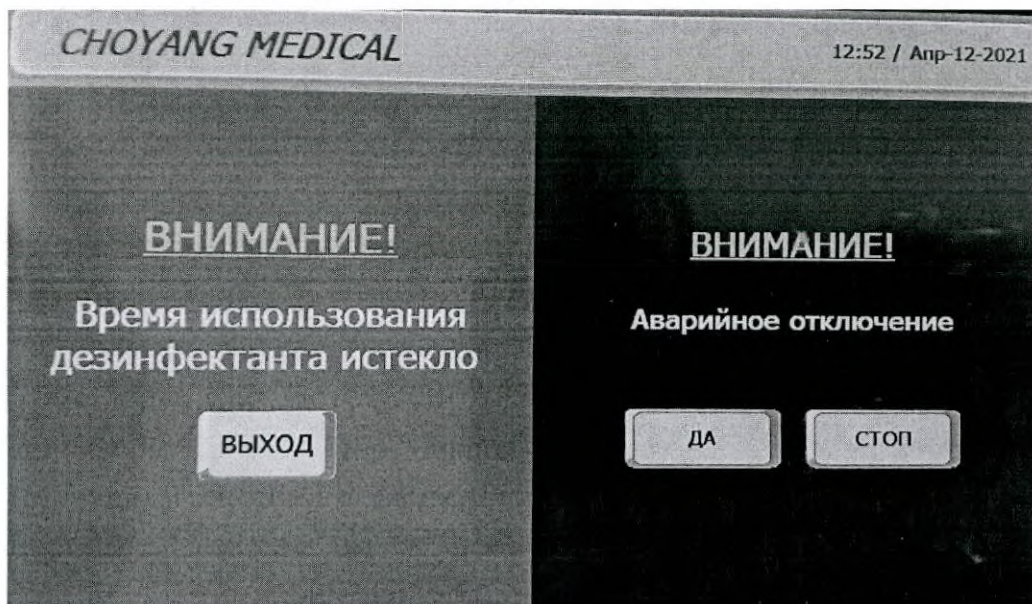 CHOYANG MEDICAL
12:52 / Апр-12-2021
ВНИМАНИЕ!
Время использования
дезинфектанта истекло
ВЫХОД
ВНИМАНИЕ!
Аварийное отключение
ДА
СТОП